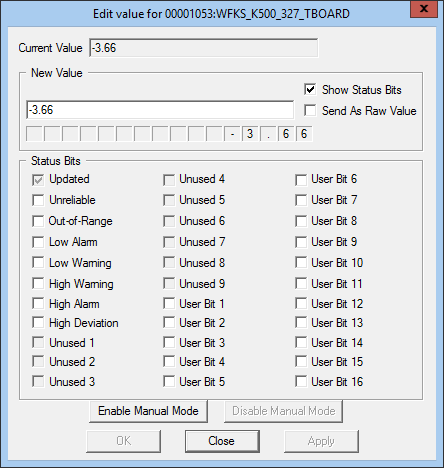 Edit value for 00001053:WFKS_K500_327_TBOARD
Current Value -3.66
New Value
Show Status Bits
-3.66 Send As Raw Value
- 3 . 6 6
Status Bits
Updated Unused 4 User Bit 6
Unreliable Unused 5 User Bit 7
Out-of-Range Unused 6 User Bit 8
Low Alarm Unused 7 User Bit 9
Low Warning Unused 8 User Bit 10
High Warning Unused 9 User Bit 11
High Alarm User Bit 1 User Bit 12
High Deviation User Bit 2 User Bit 13
Unused 1 User Bit 3 User Bit 14
Unused 2 User Bit 4 User Bit 15
Unused 3 User Bit 5 User Bit 16
Enable Manual Mode Disable Manual Mode
OK Close Apply